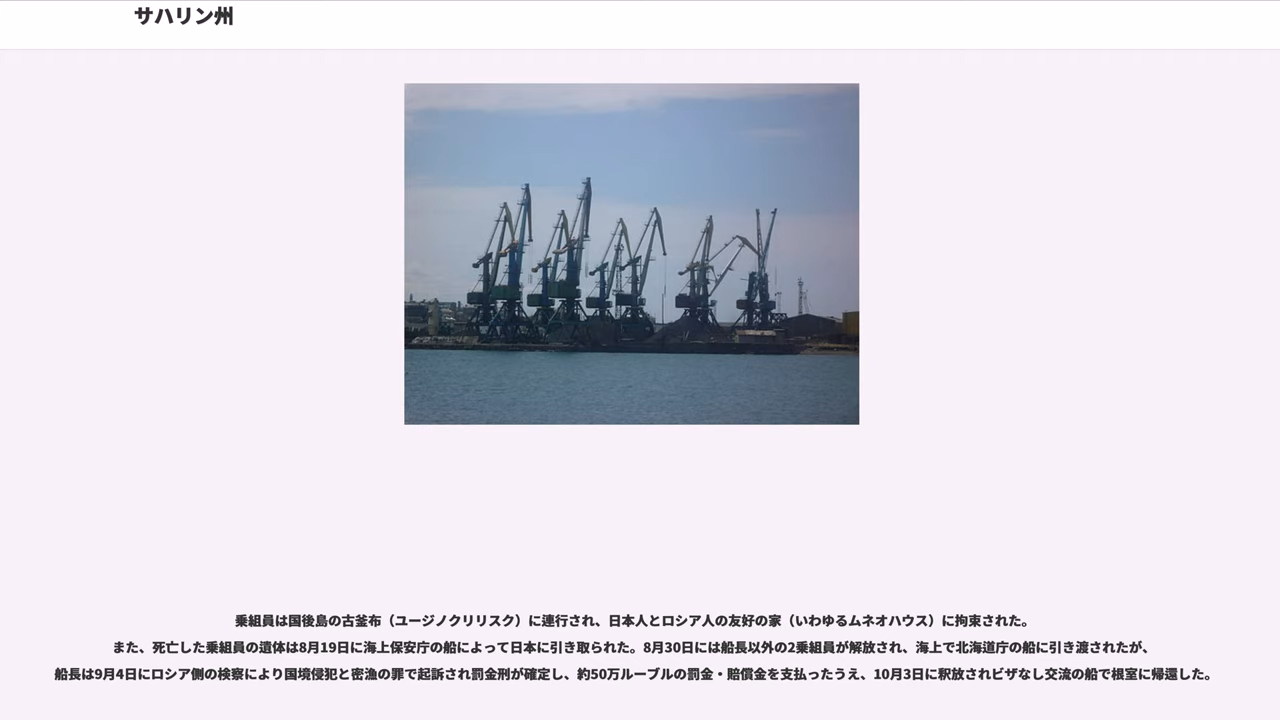 サハリン州
乗組員は国後島の古釜布（ユージノクリリスク）に連行され、日本人とロシア人の友好の家（いわゆるムネオハウス）に拘束された。
また、死亡した乗組員の遺体は8月19日に海上保安庁の船によって日本に引き取られた。8月30日には船長以外の2乗組員が解放され、海上で北海道庁の船に引き渡されたが、
船長は9月4日にロシア側の検察により国境侵犯と密漁の罪で起訴され罰金刑が確定し、約50万ルーブルの罰金・賠償金を支払ったうえ、10月3日に釈放されビザなし交流の船で根室に帰還した。